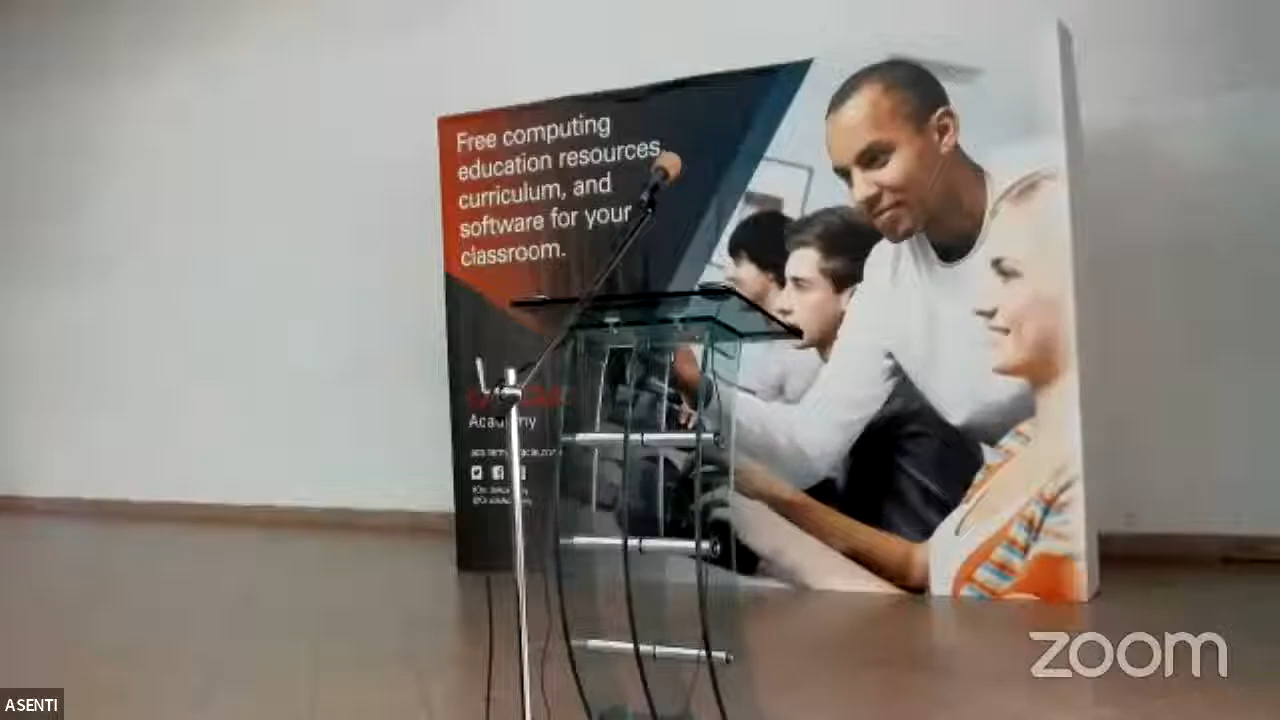 Free computing
education resources,
curriculum, and
software for your
classroom.
Academy
zoom
ASENTI